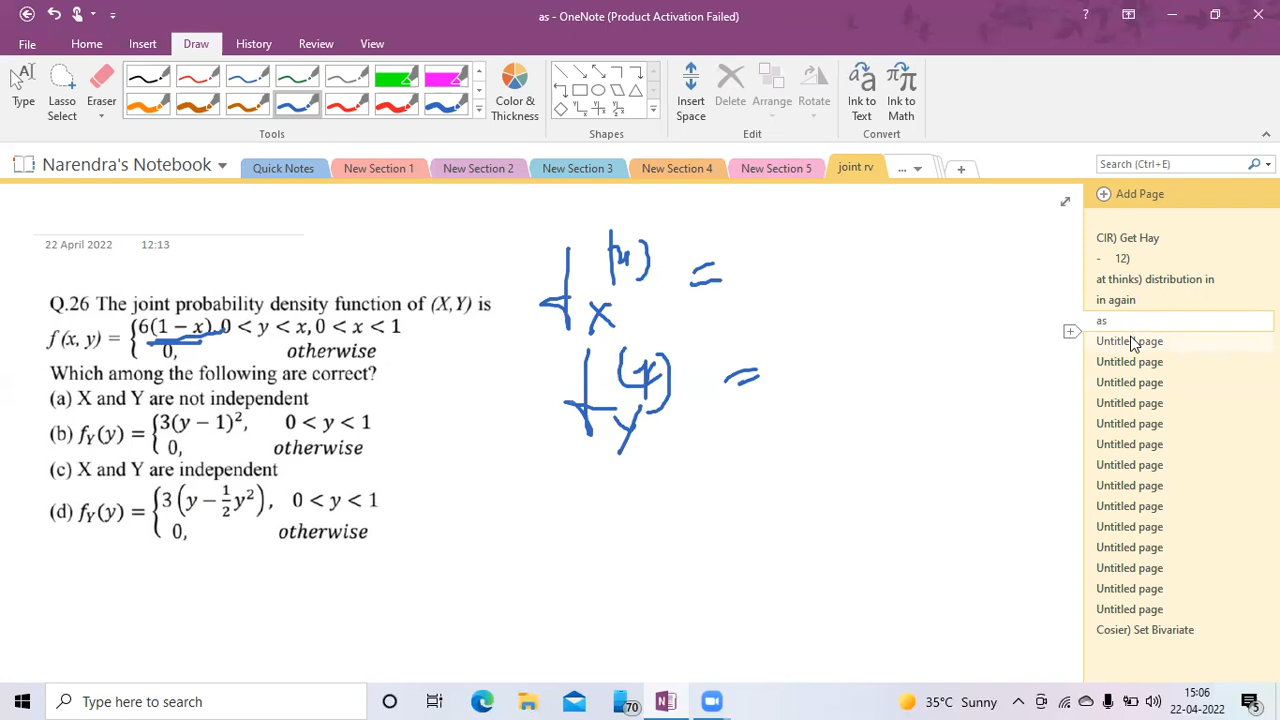 as - OneNote (Product Activation Failed)
File Home Insert Draw History Review View
Type Lasso Select Eraser Color & Thickness Insert Space Delete Arrange Rotate Ink to Text Ink to Math
Tools Shapes Edit Convert
Narendra's Notebook Quick Notes New Section 1 New Section 2 New Section 3 New Section 4 New Section 5 joint rv ... Search (Ctrl+E)
Add Page
22 April 2022 12:13
Q.26 The joint probability density function of (X,Y) is
f(x, y) = {6(1 − x), 0 < y < x, 0 < x < 1
0, otherwise
Which among the following are correct?
(a) X and Y are not independent
(b) f_Y(y) = {3(y − 1)², 0 < y < 1
0, otherwise
(c) X and Y are independent
(d) f_Y(y) = {3(y − ½y²), 0 < y < 1
0, otherwise
f_X(x) =
f_Y(y) =
CIR) Get Hay
- 12)
at thinks) distribution in
in again
as
Untitled page
Untitled page
Untitled page
Untitled page
Untitled page
Untitled page
Untitled page
Untitled page
Untitled page
Untitled page
Untitled page
Untitled page
Untitled page
Untitled page
Cosier) Set Bivariate
Type here to search
70
35°C Sunny
15:06
22-04-2022
5